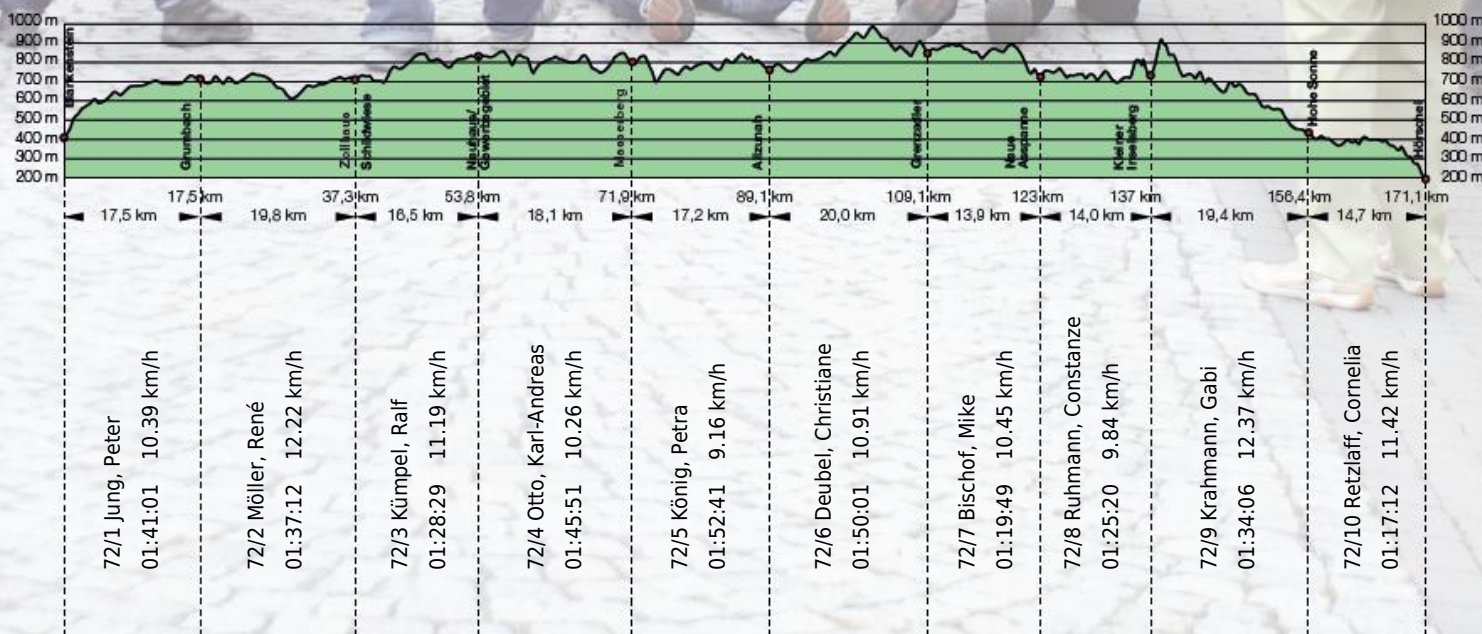 1000 m
900 m
800 m
700 m
600 m
500 m
400 m
300 m
200 m
1000 m
900 m
800 m
700 m
600 m
500 m
400 m
300 m
200 m
Blankenstein
Grumbach
Schildwiese
Masserberg
Allzunah
Grenzadler
Neue
Kleiner
Inselsberg
Hohe Sonne
Hörschel
17,5 km
37,3 km
53,8 km
71,9 km
89,1 km
109,1 km
123 km
137 km
156,4 km
171,1 km
17,5 km
19,8 km
16,5 km
18,1 km
17,2 km
20,0 km
13,9 km
14,0 km
19,4 km
14,7 km
72/1 Jung, Peter
01:41:01 10.39 km/h
72/2 Möller, René
01:37:12 12.22 km/h
72/3 Kümpel, Ralf
01:28:29 11.19 km/h
72/4 Otto, Karl-Andreas
01:45:51 10.26 km/h
72/5 König, Petra
01:52:41 9.16 km/h
72/6 Deubel, Christiane
01:50:01 10.91 km/h
72/7 Bischof, Mike
01:19:49 10.45 km/h
72/8 Ruhmann, Constanze
01:25:20 9.84 km/h
72/9 Krahmann, Gabi
01:34:06 12.37 km/h
72/10 Retzlaff, Cornelia
01:17:12 11.42 km/h